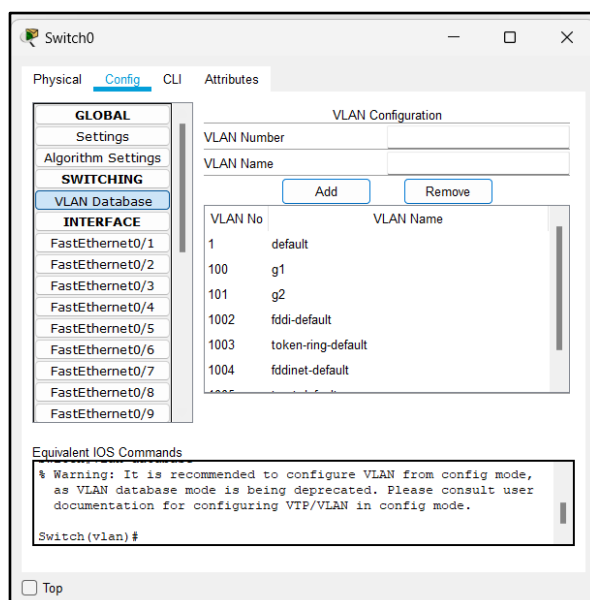 Switch0
Physical Config CLI Attributes
GLOBAL
Settings
Algorithm Settings
SWITCHING
VLAN Database
INTERFACE
FastEthernet0/1
FastEthernet0/2
FastEthernet0/3
FastEthernet0/4
FastEthernet0/5
FastEthernet0/6
FastEthernet0/7
FastEthernet0/8
FastEthernet0/9
VLAN Configuration
VLAN Number
VLAN Name
Add Remove
VLAN No VLAN Name
1 default
100 g1
101 g2
1002 fddi-default
1003 token-ring-default
1004 fddinet-default
Equivalent IOS Commands
% Warning: It is recommended to configure VLAN from config mode,
as VLAN database mode is being deprecated. Please consult user
documentation for configuring VTP/VLAN in config mode.
Switch(vlan)#
Top